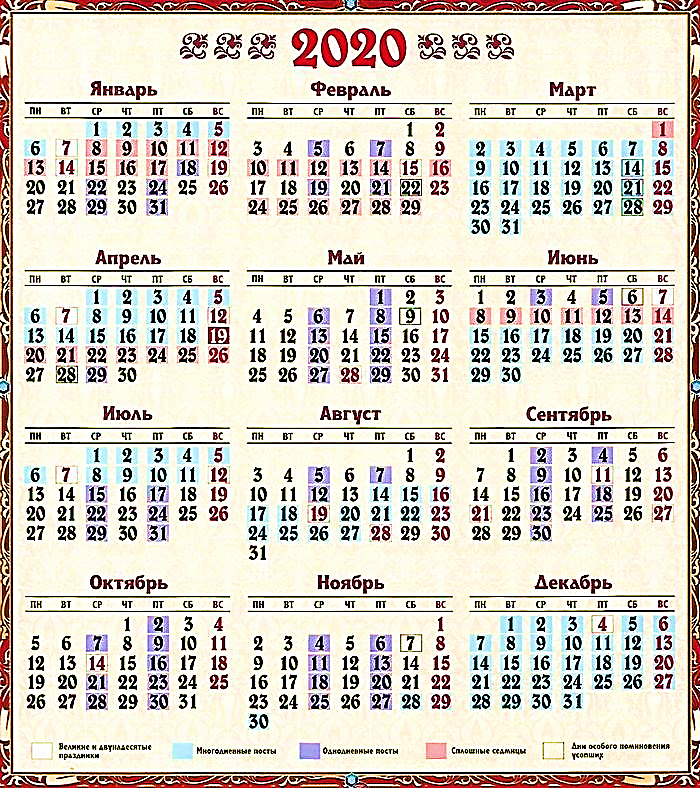 2020
Январь
ПН ВТ СР ЧТ ПТ СБ ВС
1 2 3 4 5
6 7 8 9 10 11 12
13 14 15 16 17 18 19
20 21 22 23 24 25 26
27 28 29 30 31
Февраль
ПН ВТ СР ЧТ ПТ СБ ВС
1 2
3 4 5 6 7 8 9
10 11 12 13 14 15 16
17 18 19 20 21 22 23
24 25 26 27 28 29
Март
ПН ВТ СР ЧТ ПТ СБ ВС
1
2 3 4 5 6 7 8
9 10 11 12 13 14 15
16 17 18 19 20 21 22
23 24 25 26 27 28 29
30 31
Апрель
ПН ВТ СР ЧТ ПТ СБ ВС
1 2 3 4 5
6 7 8 9 10 11 12
13 14 15 16 17 18 19
20 21 22 23 24 25 26
27 28 29 30
Май
ПН ВТ СР ЧТ ПТ СБ ВС
1 2 3
4 5 6 7 8 9 10
11 12 13 14 15 16 17
18 19 20 21 22 23 24
25 26 27 28 29 30 31
Июнь
ПН ВТ СР ЧТ ПТ СБ ВС
1 2 3 4 5 6 7
8 9 10 11 12 13 14
15 16 17 18 19 20 21
22 23 24 25 26 27 28
29 30
Июль
ПН ВТ СР ЧТ ПТ СБ ВС
1 2 3 4 5
6 7 8 9 10 11 12
13 14 15 16 17 18 19
20 21 22 23 24 25 26
27 28 29 30 31
Август
ПН ВТ СР ЧТ ПТ СБ ВС
1 2
3 4 5 6 7 8 9
10 11 12 13 14 15 16
17 18 19 20 21 22 23
24 25 26 27 28 29 30
31
Сентябрь
ПН ВТ СР ЧТ ПТ СБ ВС
1 2 3 4 5 6
7 8 9 10 11 12 13
14 15 16 17 18 19 20
21 22 23 24 25 26 27
28 29 30
Октябрь
ПН ВТ СР ЧТ ПТ СБ ВС
1 2 3 4
5 6 7 8 9 10 11
12 13 14 15 16 17 18
19 20 21 22 23 24 25
26 27 28 29 30 31
Ноябрь
ПН ВТ СР ЧТ ПТ СБ ВС
1
2 3 4 5 6 7 8
9 10 11 12 13 14 15
16 17 18 19 20 21 22
23 24 25 26 27 28 29
30
Декабрь
ПН ВТ СР ЧТ ПТ СБ ВС
1 2 3 4 5 6
7 8 9 10 11 12 13
14 15 16 17 18 19 20
21 22 23 24 25 26 27
28 29 30 31
Великие и двунадесятые
праздники
Многодневные посты
Однодневные посты
Сплошные седмицы
Дни особого поминовения
усопших